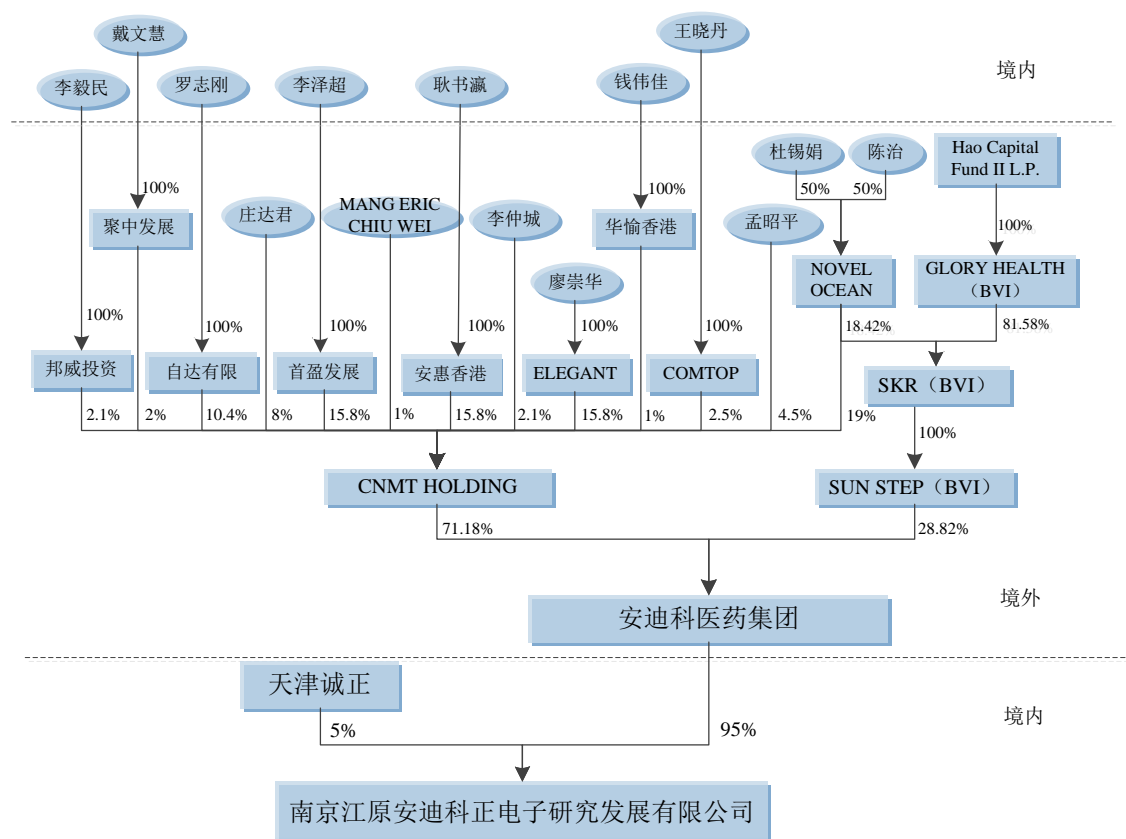 戴文慧
王晓丹
李毅民
罗志刚
李泽超
耿书瀛
钱伟佳
境内
杜锡娟
陈治
Hao Capital
Fund II L.P.
100%
100%
50%
50%
聚中发展
庄达君
MANG ERIC
CHIU WEI
李仲城
华愉香港
孟昭平
100%
NOVEL
OCEAN
GLORY HEALTH
（BVI）
廖崇华
100%
100%
100%
100%
100%
100%
18.42%
81.58%
邦威投资
自达有限
首盈发展
安惠香港
ELEGANT
COMTOP
SKR（BVI）
2.1%
2%
10.4%
8%
15.8%
1%
15.8%
2.1%
15.8%
1%
2.5%
4.5%
19%
100%
CNMT HOLDING
SUN STEP（BVI）
71.18%
28.82%
安迪科医药集团
境外
天津诚正
境内
5%
95%
南京江原安迪科正电子研究发展有限公司